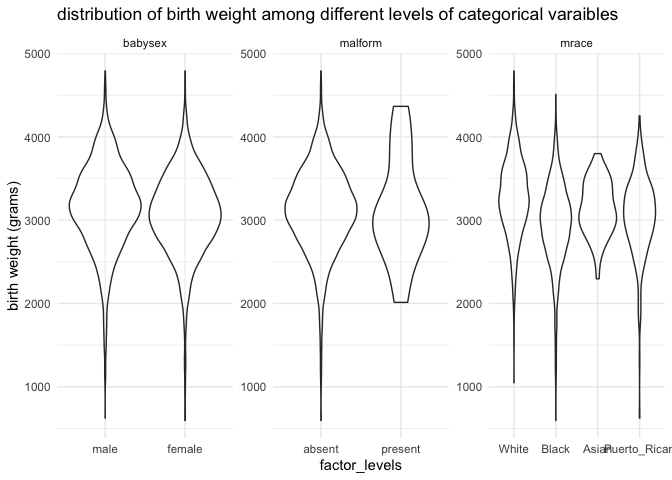 distribution of birth weight among different levels of categorical varaibles
babysex
malform
mrace
birth weight (grams)
5000
4000
3000
2000
1000
5000
4000
3000
2000
1000
5000
4000
3000
2000
1000
male female
absent present
White Black Asian Puerto_Rican
factor_levels